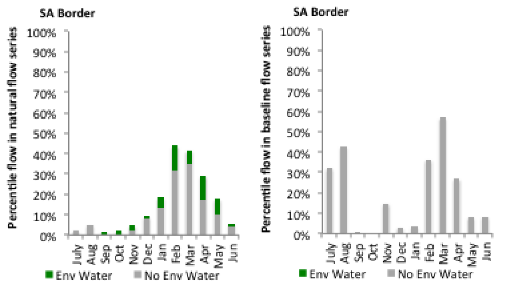 SA Border
Percentile flow in natural flow series
100%
90%
80%
70%
60%
50%
40%
30%
20%
10%
0%
July
Aug
Sep
Oct
Nov
Dec
Jan
Feb
Mar
Apr
May
Jun
Env Water
No Env Water
SA Border
Percentile flow in baseline flow series
100%
90%
80%
70%
60%
50%
40%
30%
20%
10%
0%
July
Aug
Sep
Oct
Nov
Dec
Jan
Feb
Mar
Apr
May
Jun
Env Water
No Env Water